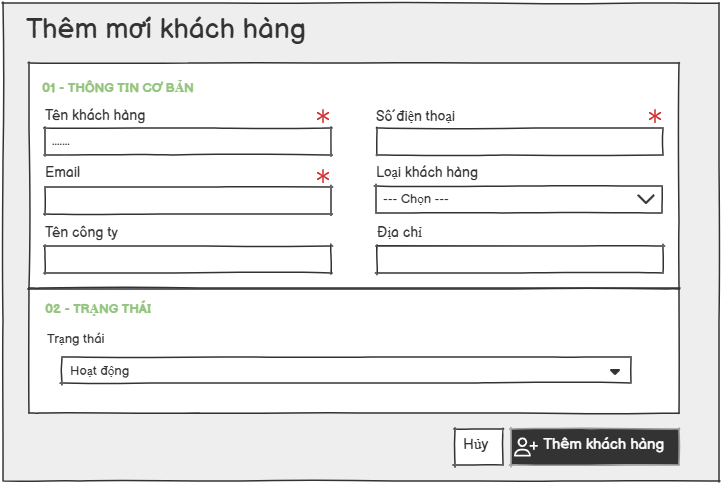 Thêm mới khách hàng
01 - THÔNG TIN CƠ BẢN
Tên khách hàng *
.......
Số điện thoại *
Email *
Loại khách hàng
--- Chọn ---
Tên công ty
Địa chỉ
02 - TRẠNG THÁI
Trạng thái
Hoạt động
Hủy
Thêm khách hàng